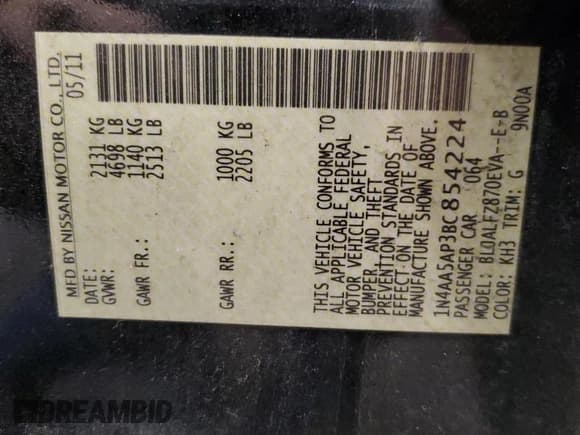 MFD BY NISSAN MOTOR CO., LTD.
DATE: 05/11
GVWR: 2131 KG
4698 LB
GAWR FR.: 1140 KG
2513 LB
GAWR RR.: 1000 KG
2205 LB
THIS VEHICLE CONFORMS TO
ALL APPLICABLE FEDERAL
MOTOR VEHICLE SAFETY,
BUMPER, AND THEFT
PREVENTION STANDARDS IN
EFFECT ON THE DATE OF
MANUFACTURE SHOWN ABOVE.
1N4AA5AP3BC854224
PASSENGER CAR 064
MODEL: BLOALFZ870EVA--E-B
COLOR: KH3 TRIM: G 9N00A
DREAMBID